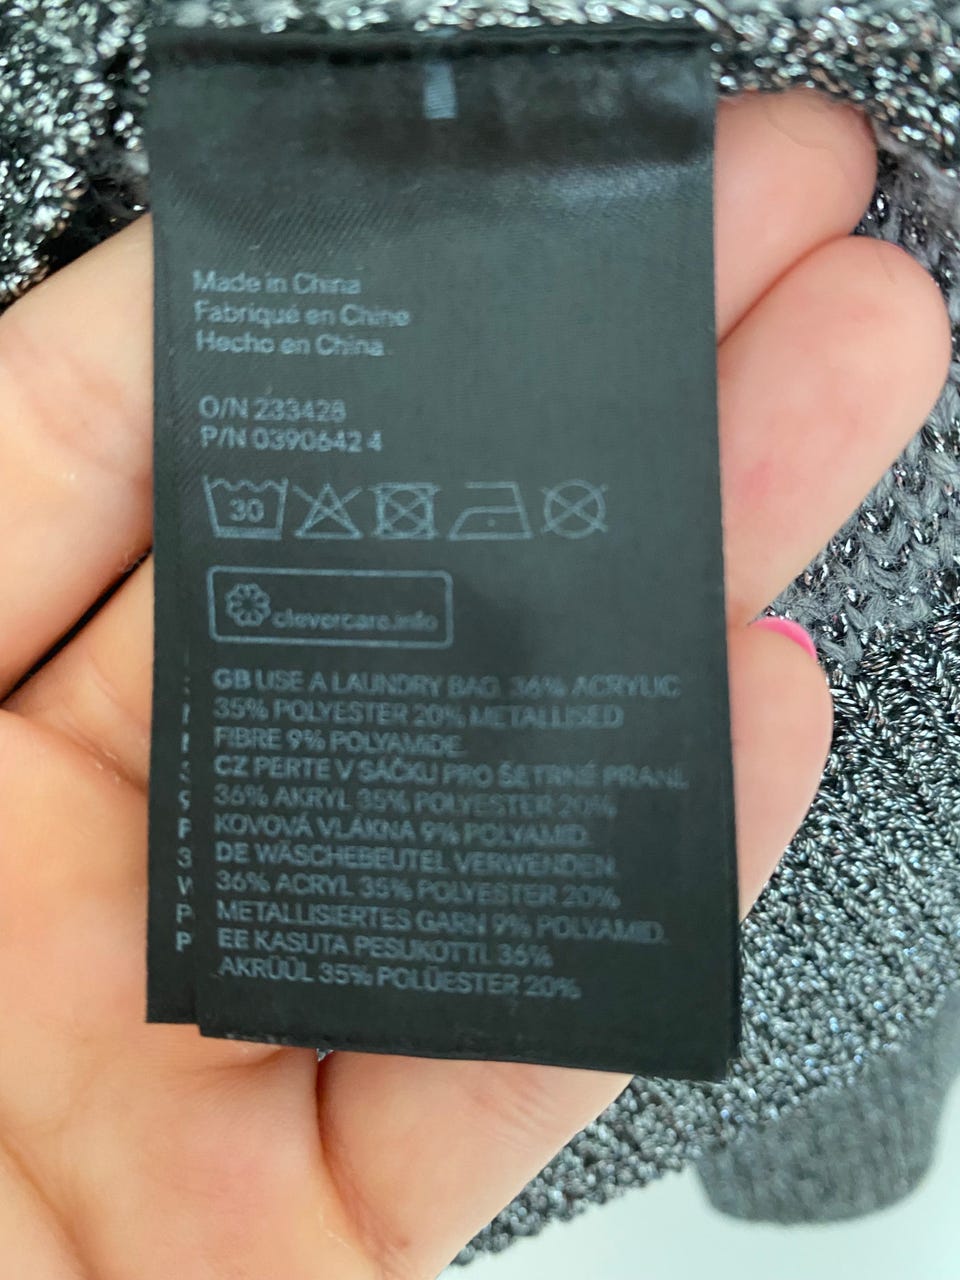 Made in China
Fabriqué en Chine
Hecho en China
O/N 233428
P/N 0390642 4
30
clevercare.info
GB USE A LAUNDRY BAG. 36% ACRYLIC
35% POLYESTER 20% METALLISED
FIBRE 9% POLYAMIDE.
CZ PERTE V SÁČKU PRO ŠETRNÉ PRANÍ.
36% AKRYL 35% POLYESTER 20%
KOVOVÁ VLÁKNA 9% POLYAMID.
DE WÄSCHEBEUTEL VERWENDEN.
36% ACRYL 35% POLYESTER 20%
METALLISIERTES GARN 9% POLYAMID.
EE KASUTA PESUKOTTI. 36%
AKRÜÜL 35% POLÜESTER 20%